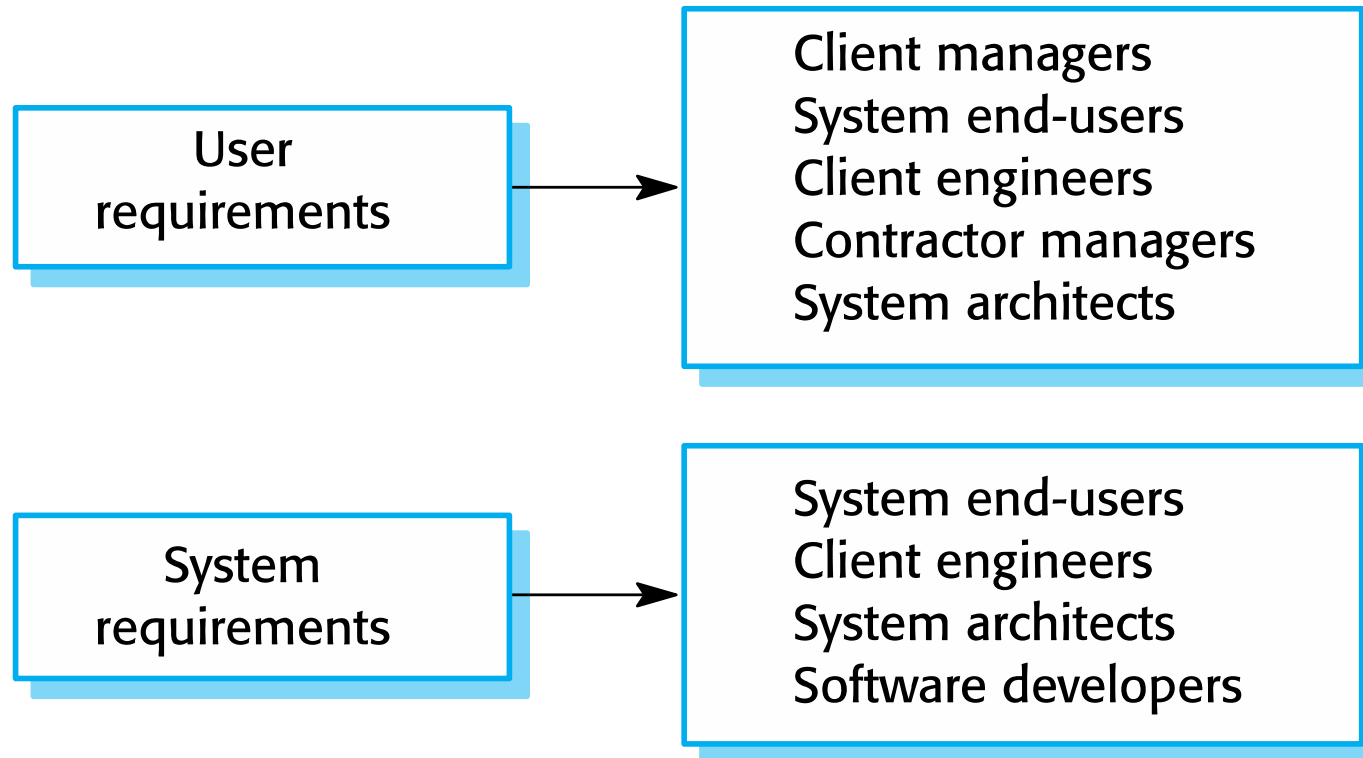 User
requirements
Client managers
System end-users
Client engineers
Contractor managers
System architects
System
requirements
System end-users
Client engineers
System architects
Software developers